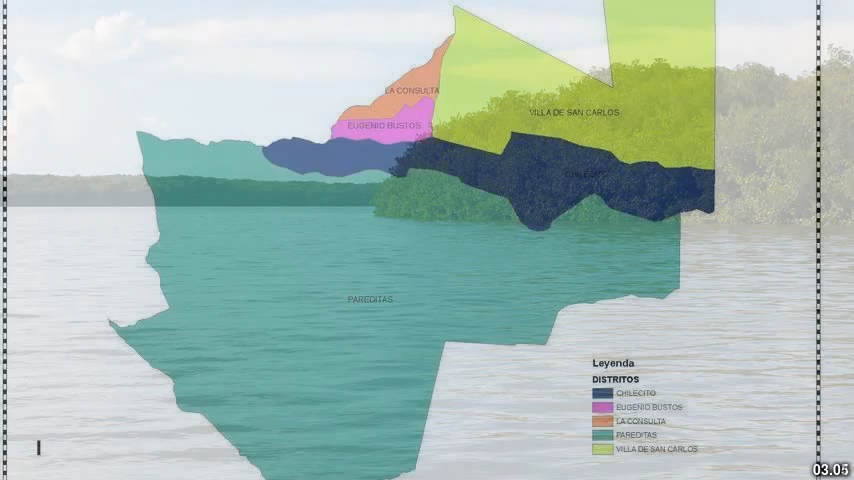 LA CONSULTA
VILLA DE SAN CARLOS
EUGENIO BUSTOS
CHILECITO
PAREDITAS
Leyenda
DISTRITOS
CHILECITO
EUGENIO BUSTOS
LA CONSULTA
PAREDITAS
VILLA DE SAN CARLOS
03.05